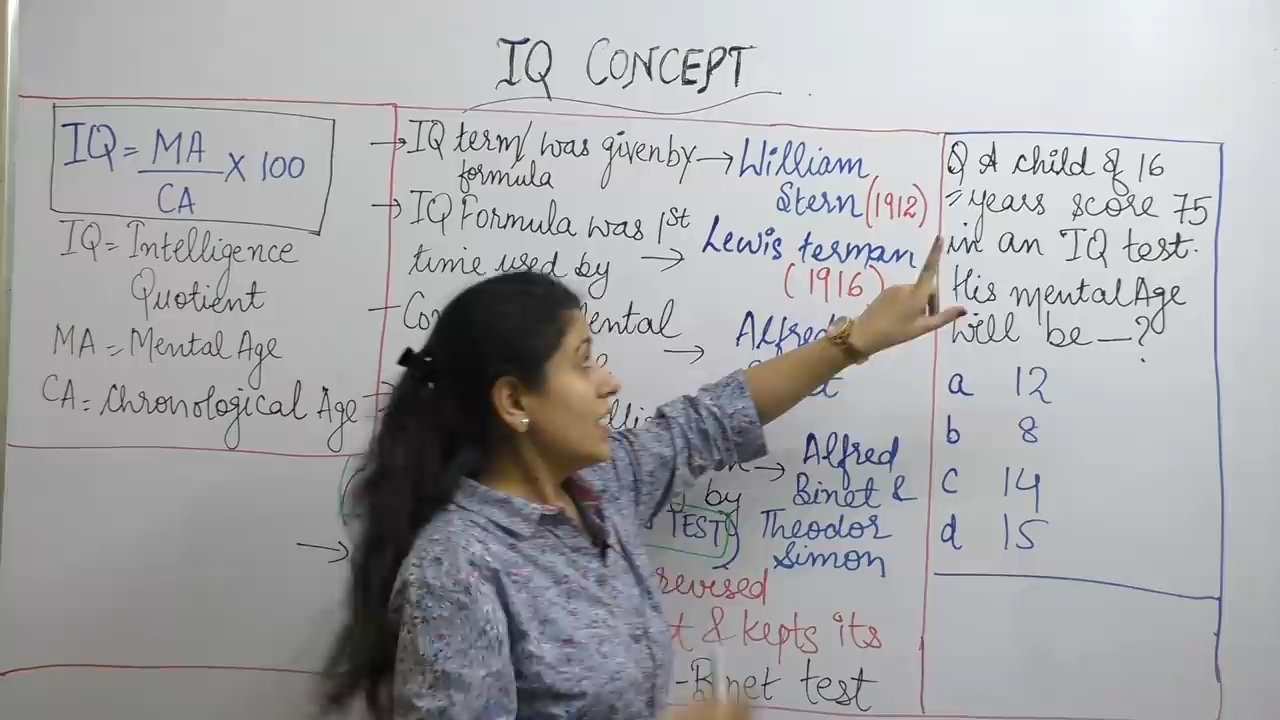 IQ CONCEPT
IQ = MA/CA X 100
IQ = Intelligence
Quotient
MA = Mental Age
CA = Chronological Age
→ IQ term/ was given by → William
formula
Stern (1912)
→ IQ Formula was 1st
Lewis terman
time used by →
(1916)
ental
→
Alfred
→ Alfred
by
Binet &
TEST)
Theodor
Simon
→
revised
& kepts its
-Binet test
Q A child of 16
years score 75
in an IQ test.
His mental Age
will be — ?
a 12
b 8
c 14
d 15